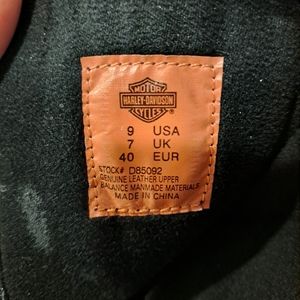 MOTOR
HARLEY-DAVIDSON
CYCLES ®
9 USA
7 UK
40 EUR
STOCK# D85092
GENUINE LEATHER UPPER
BALANCE MANMADE MATERIALS
MADE IN CHINA